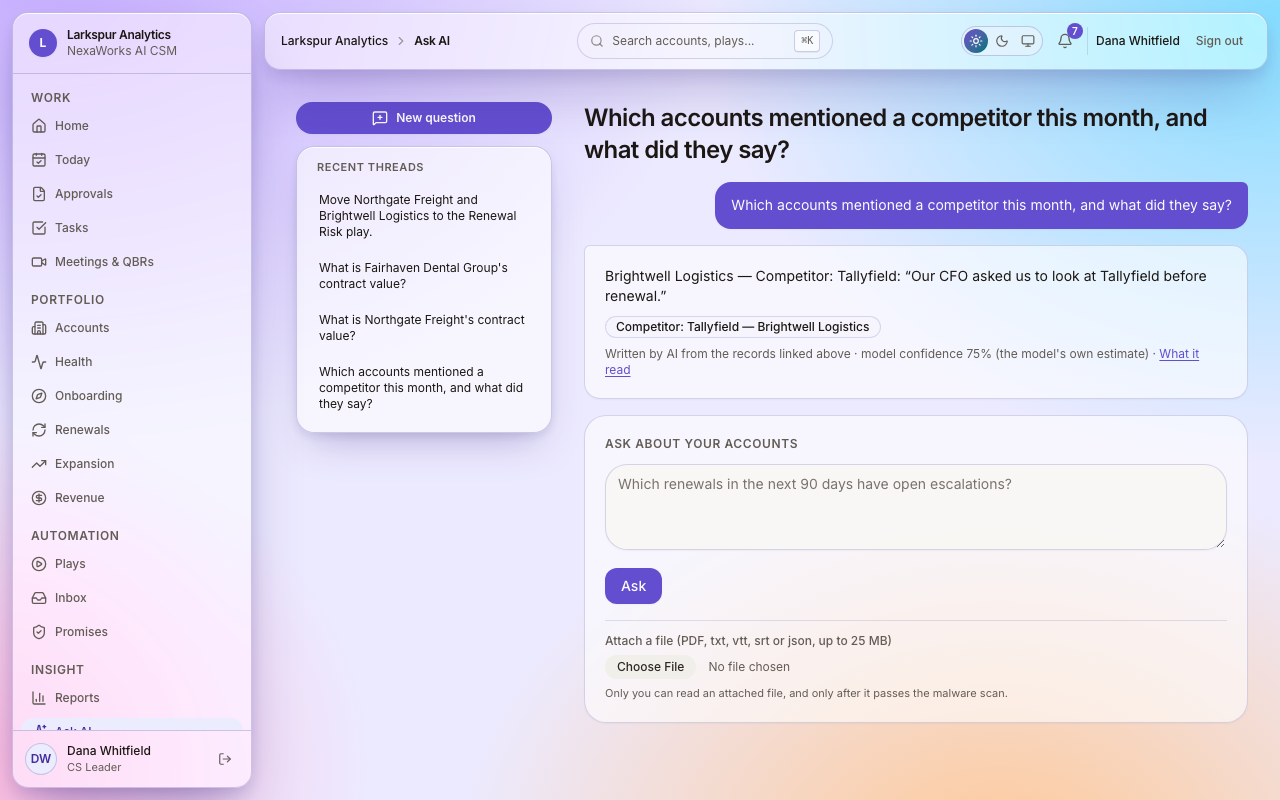 L
Larkspur Analytics
NexaWorks AI CSM
WORK
Home
Today
Approvals
Tasks
Meetings & QBRs
PORTFOLIO
Accounts
Health
Onboarding
Renewals
Expansion
Revenue
AUTOMATION
Plays
Inbox
Promises
INSIGHT
Reports
Ask AI
DW
Dana Whitfield
CS Leader
Larkspur Analytics
Ask AI
Search accounts, plays...
⌘K
7
Dana Whitfield
Sign out
New question
RECENT THREADS
Move Northgate Freight and
Brightwell Logistics to the Renewal
Risk play.
What is Fairhaven Dental Group's
contract value?
What is Northgate Freight's contract
value?
Which accounts mentioned a
competitor this month, and what did
they say?
Which accounts mentioned a competitor this month, and
what did they say?
Which accounts mentioned a competitor this month, and what did they say?
Brightwell Logistics — Competitor: Tallyfield: “Our CFO asked us to look at Tallyfield before
renewal.”
Competitor: Tallyfield — Brightwell Logistics
Written by AI from the records linked above · model confidence 75% (the model's own estimate) · What it
read
ASK ABOUT YOUR ACCOUNTS
Which renewals in the next 90 days have open escalations?
Ask
Attach a file (PDF, txt, vtt, srt or json, up to 25 MB)
Choose File
No file chosen
Only you can read an attached file, and only after it passes the malware scan.